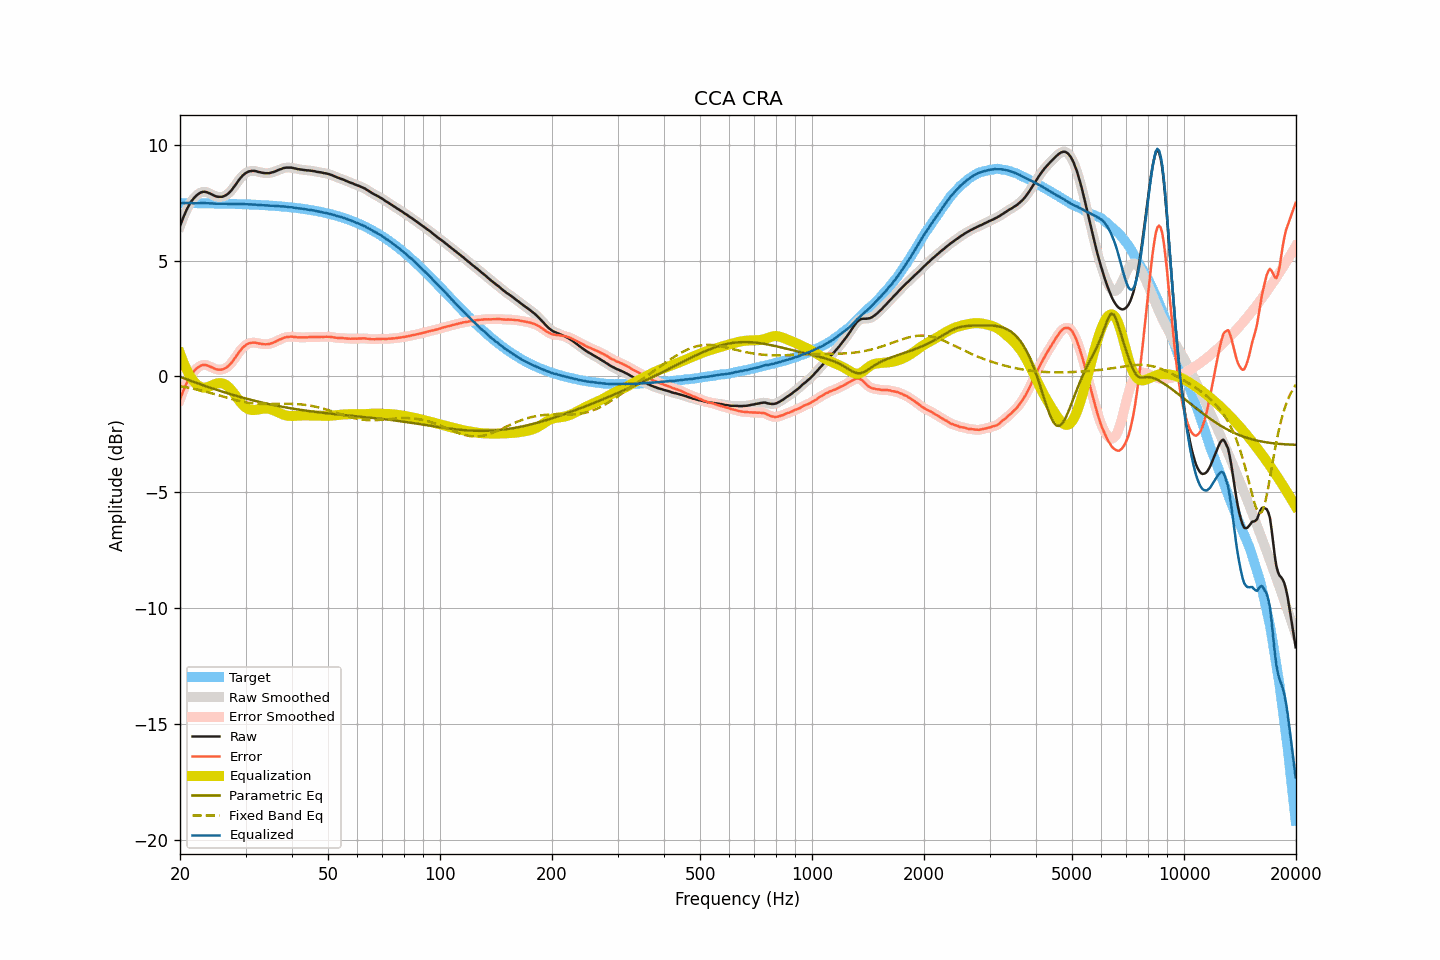 CCA CRA
10
5
0
−5
−10
−15
−20
Amplitude (dBr)
Target
Raw Smoothed
Error Smoothed
Raw
Error
Equalization
Parametric Eq
Fixed Band Eq
Equalized
20 50 100 200 500 1000 2000 5000 10000 20000
Frequency (Hz)